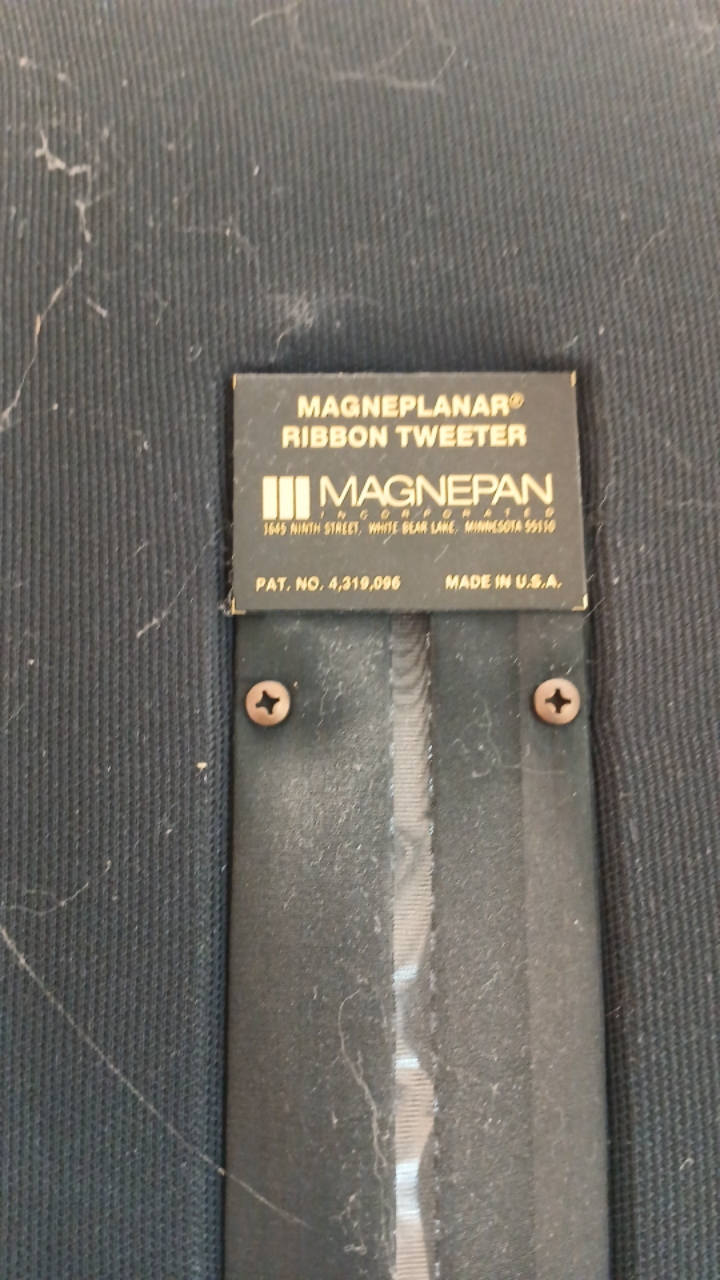 MAGNEPLANAR®
RIBBON TWEETER
MAGNEPAN
INCORPORATED
1645 NINTH STREET, WHITE BEAR LAKE, MINNESOTA 55110
PAT. NO. 4,319,096 MADE IN U.S.A.